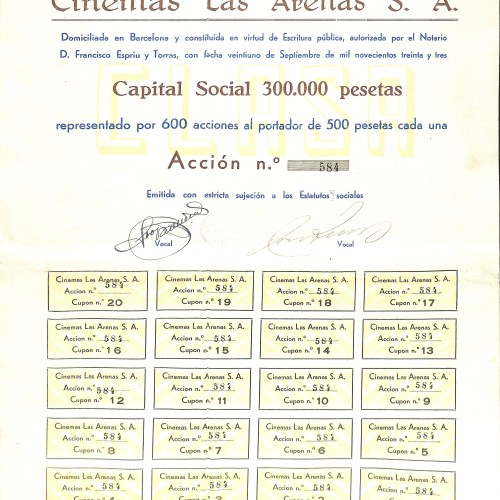 Cinemas Las Arenas S. A.
Domiciliada en Barcelona y constituida en virtud de Escritura pública, autorizada por el Notario
D. Francisco Espriu y Torras, con fecha veintiuno de Septiembre de mil novecientos treinta y tres
CLASA
Capital Social 300.000 pesetas
representado por 600 acciones al portador de 500 pesetas cada una
Acción n.º 584
Emitida con estricta sujeción a los Estatutos sociales
Vocal Vocal
Cinemas Las Arenas S. A. Cinemas Las Arenas S. A. Cinemas Las Arenas S. A. Cinemas Las Arenas S. A.
Accion n.º 584 Accion n.º 584 Accion n.º 584 Accion n.º 584
Cupon n.º 20 Cupon n.º 19 Cupon n.º 18 Cupon n.º 17
Cinemas Las Arenas S. A. Cinemas Las Arenas S. A. Cinemas Las Arenas S. A. Cinemas Las Arenas S. A.
Accion n.º 584 Accion n.º 584 Accion n.º 584 Accion n.º 584
Cupon n.º 16 Cupon n.º 15 Cupon n.º 14 Cupon n.º 13
Cinemas Las Arenas S. A. Cinemas Las Arenas S. A. Cinemas Las Arenas S. A. Cinemas Las Arenas S. A.
Accion n.º 584 Accion n.º 584 Accion n.º 584 Accion n.º 584
Cupon n.º 12 Cupon n.º 11 Cupon n.º 10 Cupon n.º 9
Cinemas Las Arenas S. A. Cinemas Las Arenas S. A. Cinemas Las Arenas S. A. Cinemas Las Arenas S. A.
Accion n.º 584 Accion n.º 584 Accion n.º 584 Accion n.º 584
Cupon n.º 8 Cupon n.º 7 Cupon n.º 6 Cupon n.º 5
Cinemas Las Arenas S. A. Cinemas Las Arenas S. A. Cinemas Las Arenas S. A. Cinemas Las Arenas S. A.
Accion n.º 584 Accion n.º 584 Accion n.º 584 Accion n.º 584